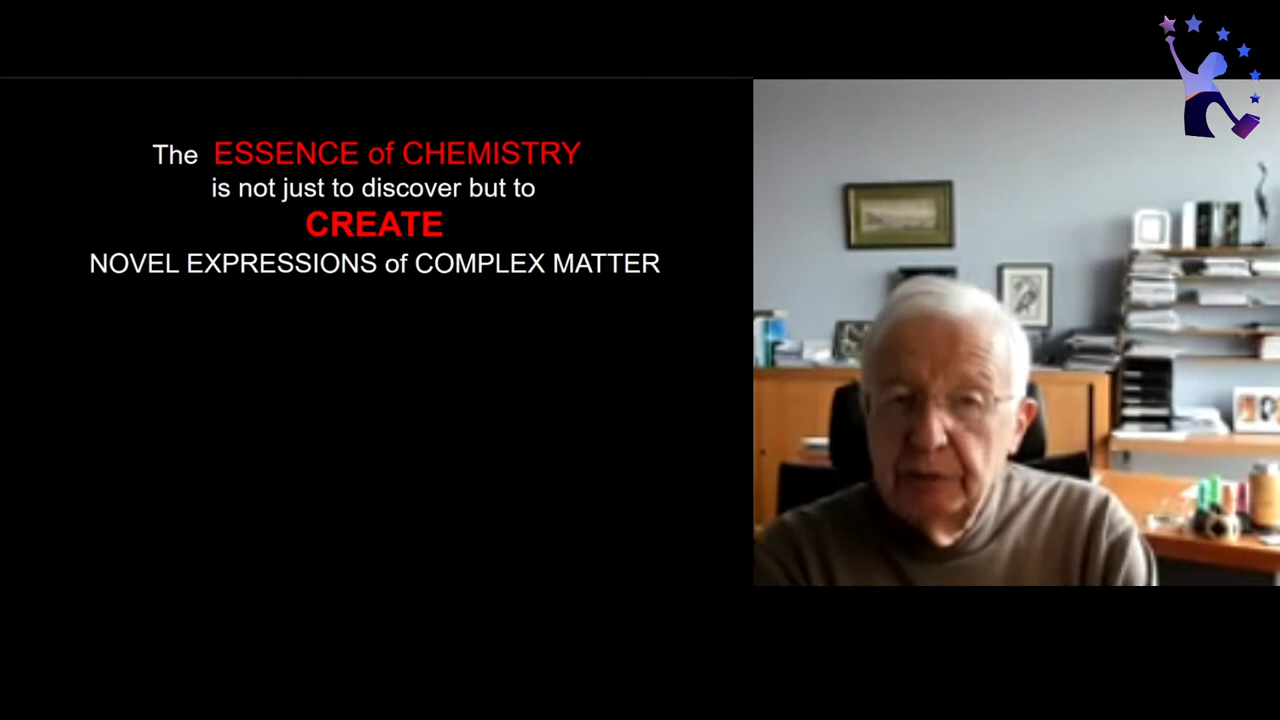 The ESSENCE of CHEMISTRY
is not just to discover but to
CREATE
NOVEL EXPRESSIONS of COMPLEX MATTER